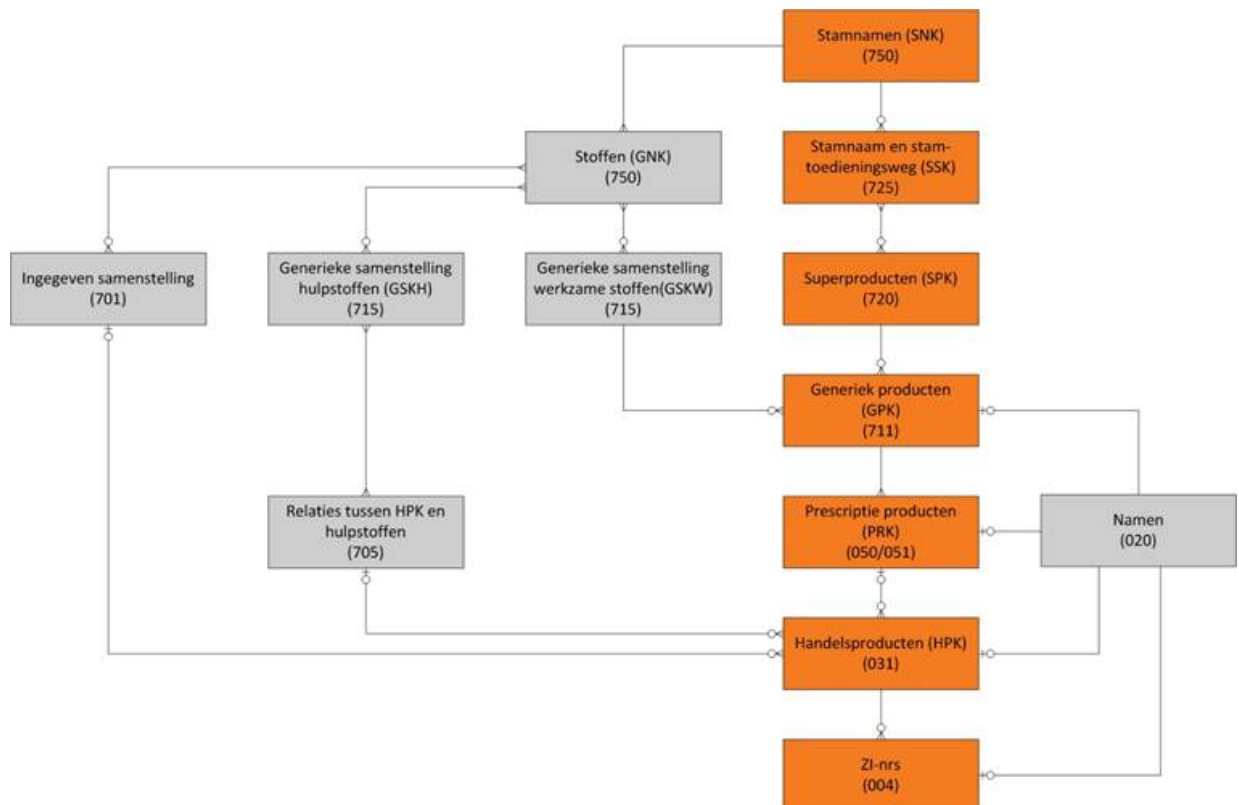 Stamnamen (SNK)
(750)
Stoffen (GNK)
(750)
Stamnaam en stam-
toedieningsweg (SSK)
(725)
Ingegeven samenstelling
(701)
Generieke samenstelling
hulpstoffen (GSKH)
(715)
Generieke samenstelling
werkzame stoffen(GSKW)
(715)
Superproducten (SPK)
(720)
Generiek producten
(GPK)
(711)
Relaties tussen HPK en
hulpstoffen
(705)
Prescriptie producten
(PRK)
(050/051)
Namen
(020)
Handelsproducten (HPK)
(031)
ZI-nrs
(004)